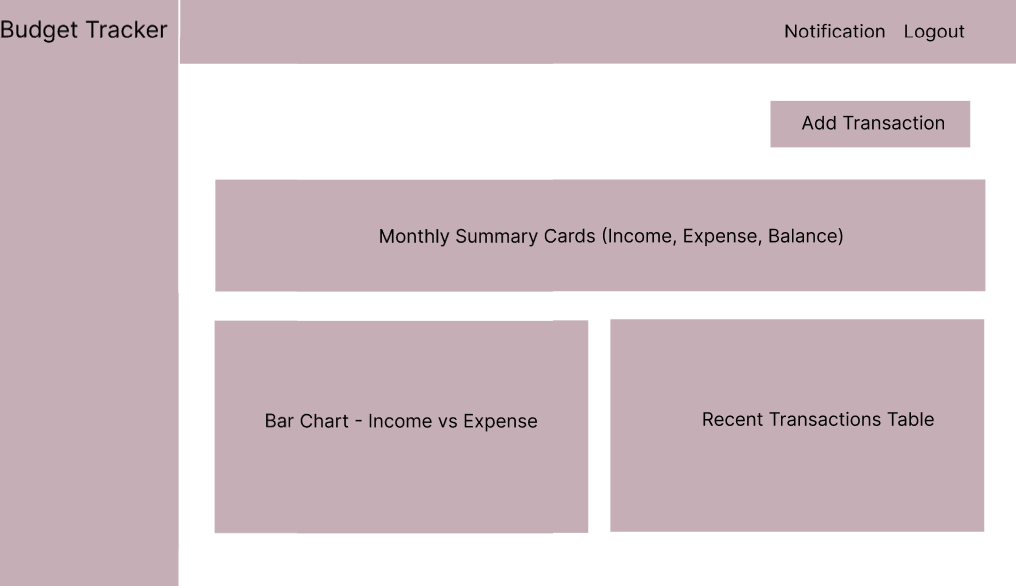 Budget Tracker
Notification
Logout
Add Transaction
Monthly Summary Cards (Income, Expense, Balance)
Bar Chart - Income vs Expense
Recent Transactions Table